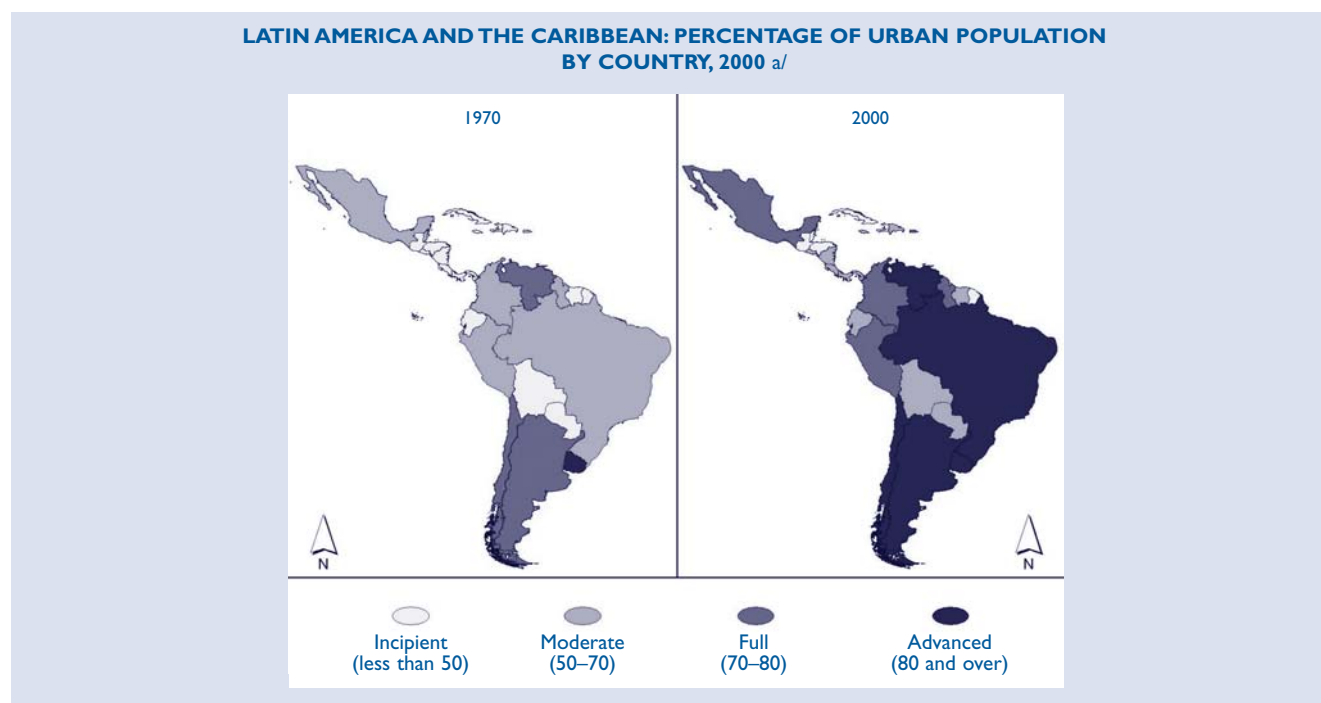 LATIN AMERICA AND THE CARIBBEAN: PERCENTAGE OF URBAN POPULATION
BY COUNTRY, 2000 a/
1970
2000
N
N
Incipient
(less than 50)
Moderate
(50–70)
Full
(70–80)
Advanced
(80 and over)